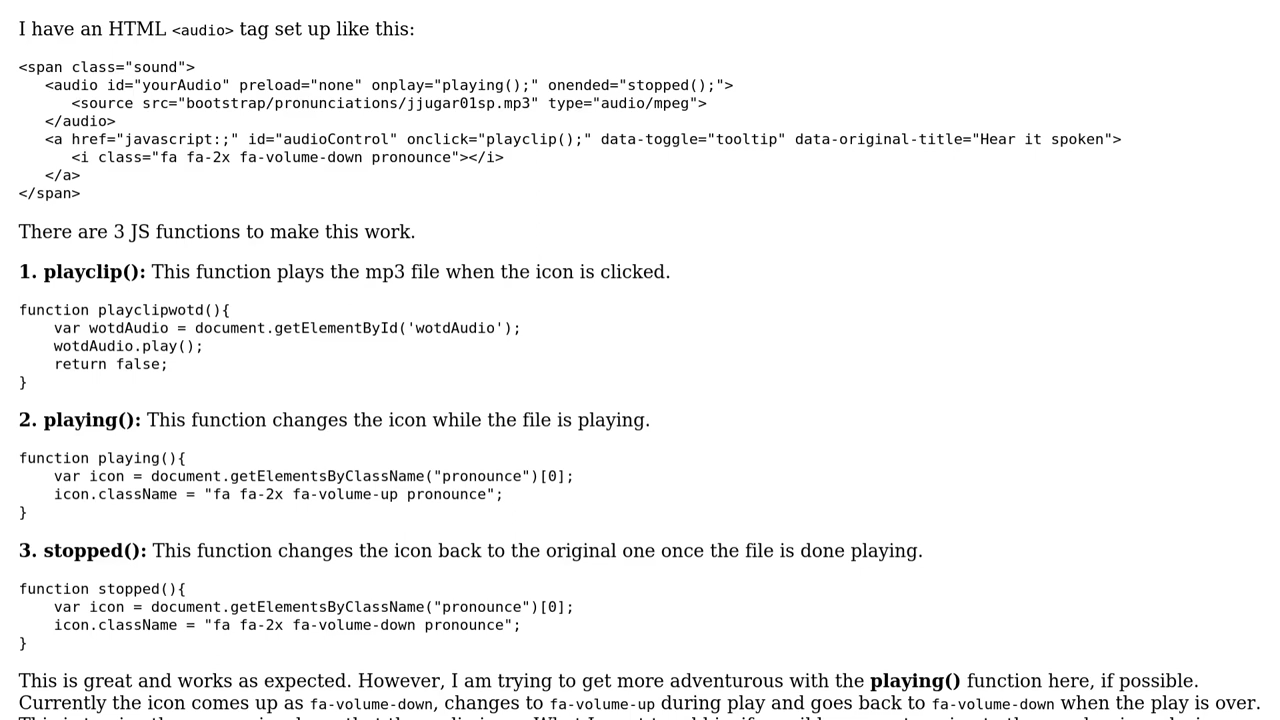 I have an HTML <audio> tag set up like this:
<span class="sound">
   <audio id="yourAudio" preload="none" onplay="playing();" onended="stopped();">
      <source src="bootstrap/pronunciations/jjugar01sp.mp3" type="audio/mpeg">
   </audio>
   <a href="javascript:;" id="audioControl" onclick="playclip();" data-toggle="tooltip" data-original-title="Hear it spoken">
      <i class="fa fa-2x fa-volume-down pronounce"></i>
   </a>
</span>
There are 3 JS functions to make this work.
1. playclip(): This function plays the mp3 file when the icon is clicked.
function playclipwotd(){
    var wotdAudio = document.getElementById('wotdAudio');
    wotdAudio.play();
    return false;
}
2. playing(): This function changes the icon while the file is playing.
function playing(){
    var icon = document.getElementsByClassName("pronounce")[0];
    icon.className = "fa fa-2x fa-volume-up pronounce";
}
3. stopped(): This function changes the icon back to the original one once the file is done playing.
function stopped(){
    var icon = document.getElementsByClassName("pronounce")[0];
    icon.className = "fa fa-2x fa-volume-down pronounce";
}
This is great and works as expected. However, I am trying to get more adventurous with the playing() function here, if possible.
Currently the icon comes up as fa-volume-down, changes to fa-volume-up during play and goes back to fa-volume-down when the play is over.